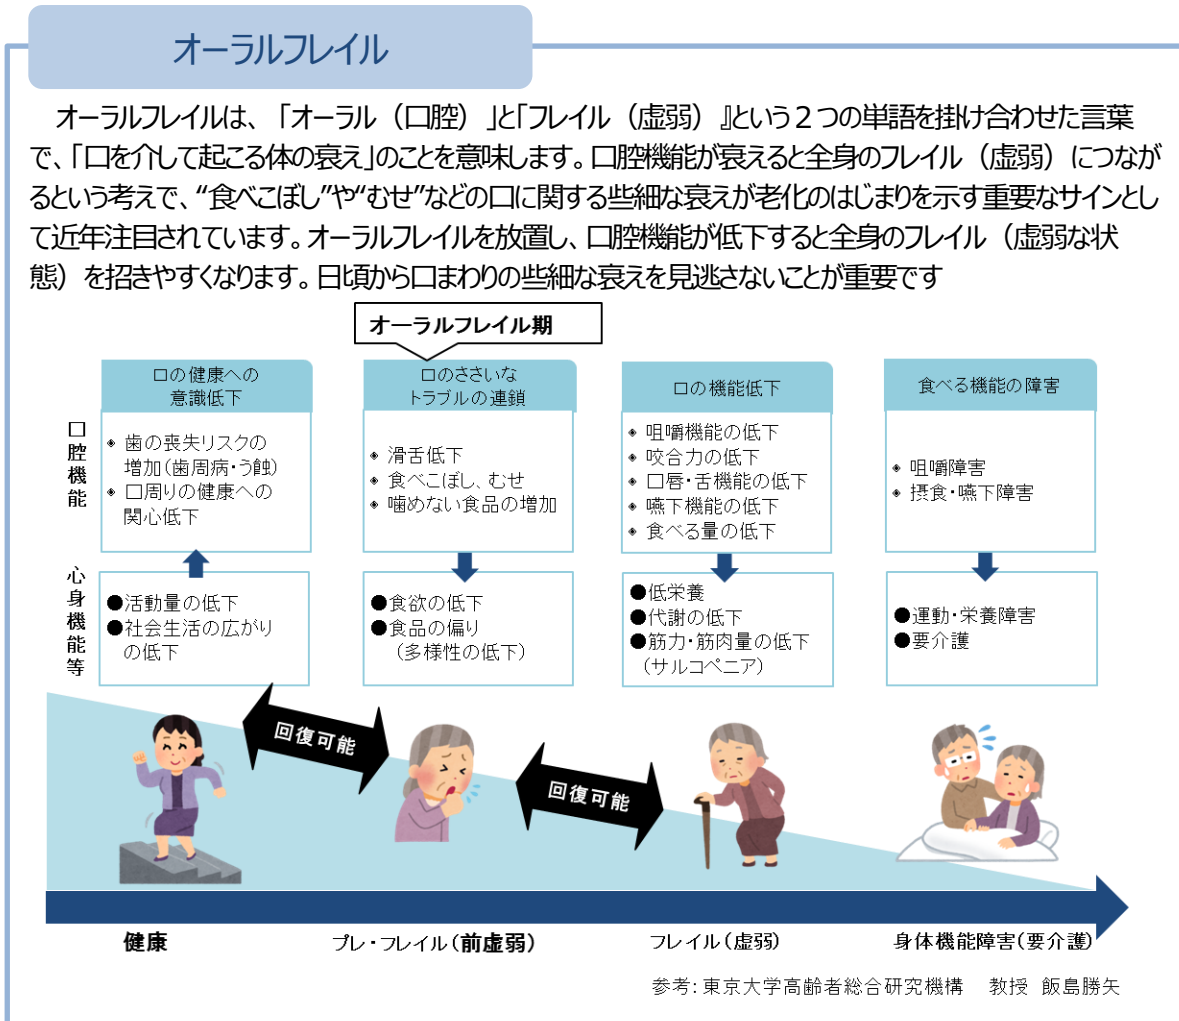 オーラルフレイル
オーラルフレイルは、「オーラル（口腔）」と「フレイル（虚弱）』という２つの単語を掛け合わせた言葉
で、「口を介して起こる体の衰え」のことを意味します。口腔機能が衰えると全身のフレイル（虚弱）につなが
るという考えで、“食べこぼし”や“むせ”などの口に関する些細な衰えが老化のはじまりを示す重要なサインとし
て近年注目されています。オーラルフレイルを放置し、口腔機能が低下すると全身のフレイル（虚弱な状
態）を招きやすくなります。日頃から口まわりの些細な衰えを見逃さないことが重要です
オーラルフレイル期
口腔機能
口の健康への
意識低下
◈ 歯の喪失リスクの
増加(歯周病・う蝕)
◈ 口周りの健康への
関心低下
口のささいな
トラブルの連鎖
◈ 滑舌低下
◈ 食べこぼし、むせ
◈ 噛めない食品の増加
口の機能低下
◈ 咀嚼機能の低下
◈ 咬合力の低下
◈ 口唇・舌機能の低下
◈ 嚥下機能の低下
◈ 食べる量の低下
食べる機能の障害
◈ 咀嚼障害
◈ 摂食・嚥下障害
心身機能等
●活動量の低下
●社会生活の広がり
の低下
●食欲の低下
●食品の偏り
(多様性の低下)
●低栄養
●代謝の低下
●筋力・筋肉量の低下
(サルコペニア)
●運動・栄養障害
●要介護
回復可能
回復可能
健康
プレ・フレイル(前虚弱)
フレイル(虚弱)
身体機能障害(要介護)
参考：東京大学高齢者総合研究機構　教授 飯島勝矢